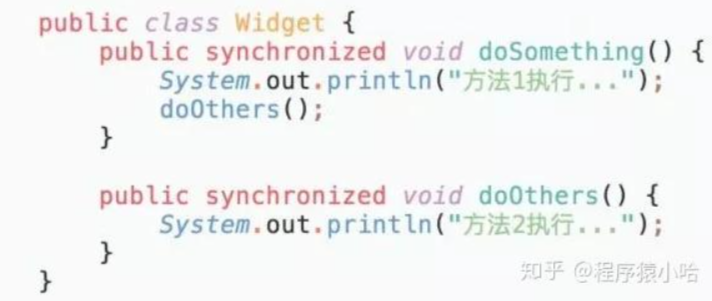 public class Widget {
    public synchronized void doSomething() {
        System.out.println("方法1执行...");
        doOthers();
    }

    public synchronized void doOthers() {
        System.out.println("方法2执行...");
    }
}
知乎 @程序猿小哈